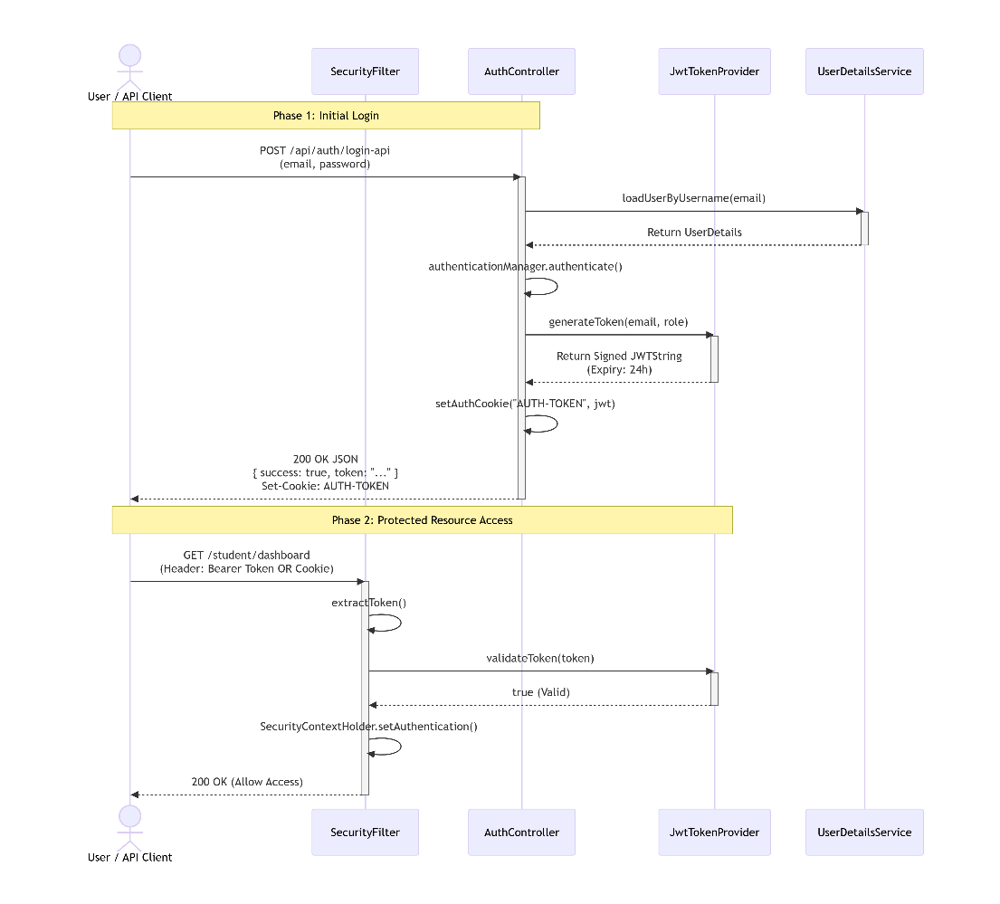 User / API Client
SecurityFilter
AuthController
JwtTokenProvider
UserDetailsService
Phase 1: Initial Login
POST /api/auth/login-api
(email, password)
loadUserByUsername(email)
Return UserDetails
authenticationManager.authenticate()
generateToken(email, role)
Return Signed JWTString
(Expiry: 24h)
setAuthCookie("AUTH-TOKEN", jwt)
200 OK JSON
{ success: true, token: "..." }
Set-Cookie: AUTH-TOKEN
Phase 2: Protected Resource Access
GET /student/dashboard
(Header: Bearer Token OR Cookie)
extractToken()
validateToken(token)
true (Valid)
SecurityContextHolder.setAuthentication()
200 OK (Allow Access)
User / API Client
SecurityFilter
AuthController
JwtTokenProvider
UserDetailsService